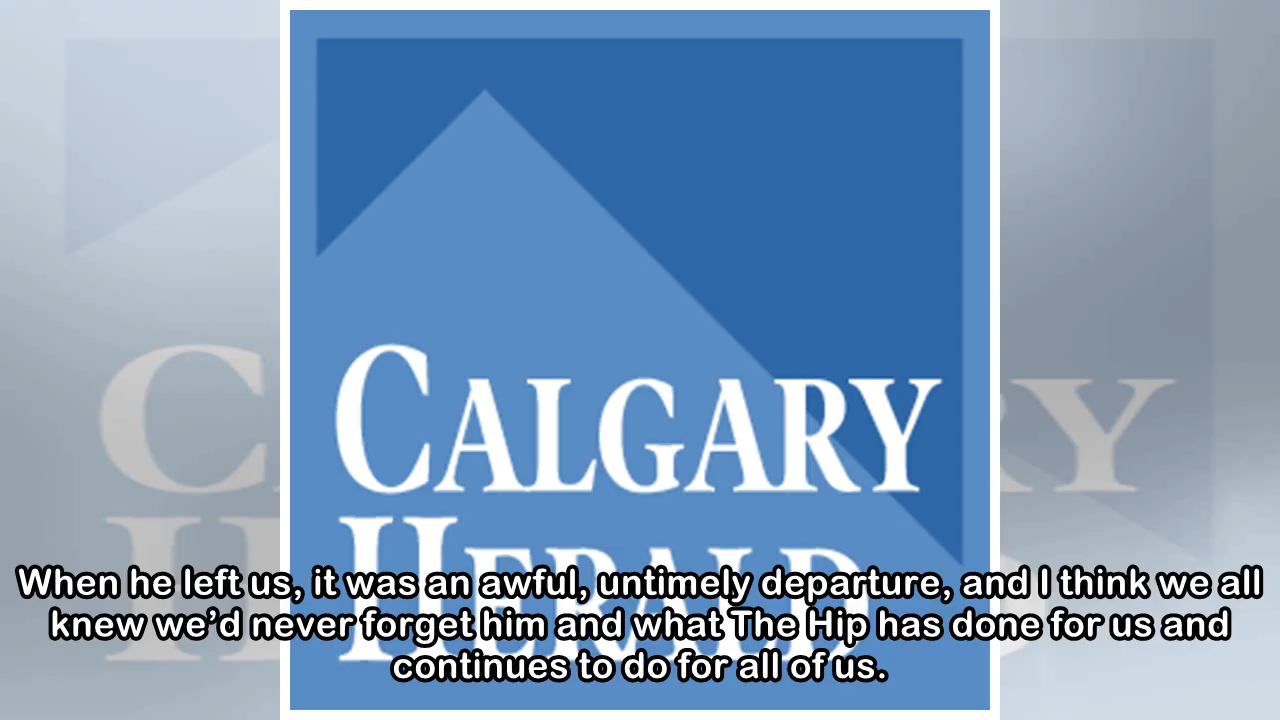 CALGARY
HERALD
When he left us, it was an awful, untimely departure, and I think we all
knew we’d never forget him and what The Hip has done for us and
continues to do for all of us.